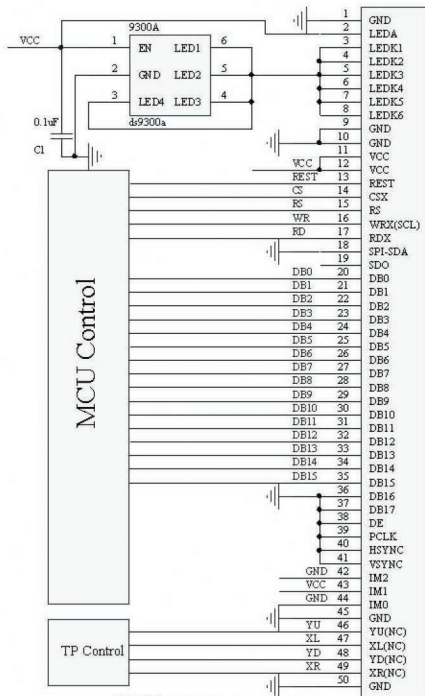 9300A
VCC
1 EN LED1 6
2 GND LED2 5
3 LED4 LED3 4
ds9300a
0.1uF
C1
MCU Control
TP Control
1 GND
2 LEDA
3 LEDK1
4 LEDK2
5 LEDK3
6 LEDK4
7 LEDK5
8 LEDK6
9 GND
10 GND
11 VCC
VCC 12 VCC
REST 13 REST
CS 14 CSX
RS 15 RS
WR 16 WRX(SCL)
RD 17 RDX
18 SPI-SDA
19 SDO
DB0 20 DB0
DB1 21 DB1
DB2 22 DB2
DB3 23 DB3
DB4 24 DB4
DB5 25 DB5
DB6 26 DB6
DB7 27 DB7
DB8 28 DB8
DB9 29 DB9
DB10 30 DB10
DB11 31 DB11
DB12 32 DB12
DB13 33 DB13
DB14 34 DB14
DB15 35 DB15
36 DB16
37 DB17
38 DE
39 PCLK
40 HSYNC
41 VSYNC
GND 42 IM2
VCC 43 IM1
GND 44 IM0
45 GND
YU 46 YU(NC)
XL 47 XL(NC)
YD 48 YD(NC)
XR 49 XR(NC)
50 GND